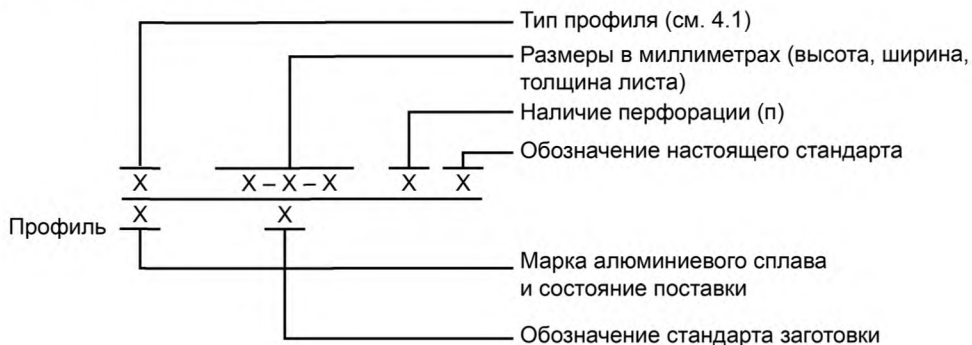 Тип профиля (см. 4.1)
Размеры в миллиметрах (высота, ширина,
толщина листа)
Наличие перфорации (п)
Обозначение настоящего стандарта
X X – X – X X X
X X
Профиль
Марка алюминиевого сплава
и состояние поставки
Обозначение стандарта заготовки